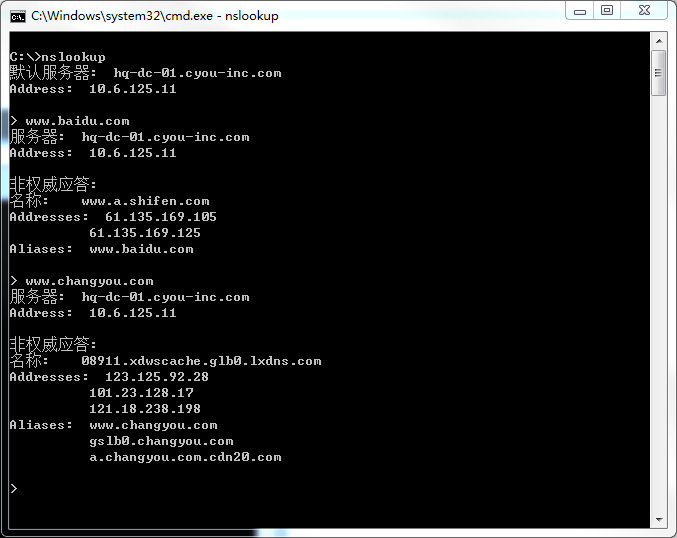 C:\Windows\system32\cmd.exe - nslookup
C:\>nslookup
默认服务器:  hq-dc-01.cyou-inc.com
Address:  10.6.125.11
> www.baidu.com
服务器:  hq-dc-01.cyou-inc.com
Address:  10.6.125.11
非权威应答:
名称:    www.a.shifen.com
Addresses:  61.135.169.105
61.135.169.125
Aliases:  www.baidu.com
> www.changyou.com
服务器:  hq-dc-01.cyou-inc.com
Address:  10.6.125.11
非权威应答:
名称:    08911.xdwscache.glb0.lxdns.com
Addresses:  123.125.92.28
101.23.128.17
121.18.238.198
Aliases:  www.changyou.com
gslb0.changyou.com
a.changyou.com.cdn20.com
>